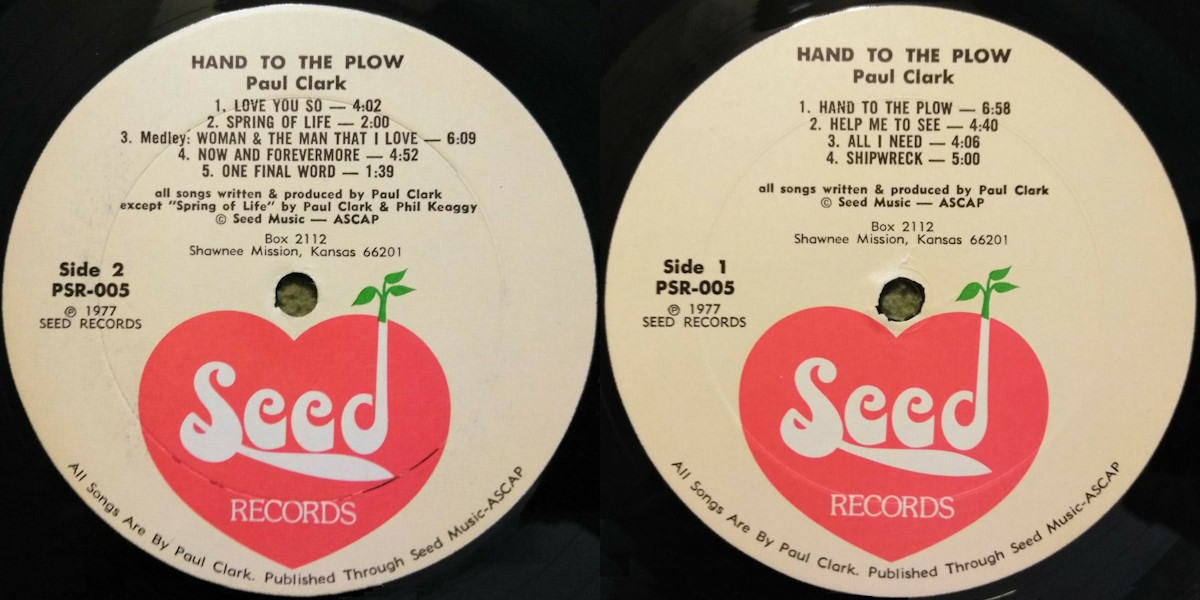 HAND TO THE PLOW
Paul Clark
1. LOVE YOU SO — 4:02
2. SPRING OF LIFE — 2:00
3. Medley: WOMAN & THE MAN THAT I LOVE — 6:09
4. NOW AND FOREVERMORE — 4:52
5. ONE FINAL WORD — 1:39
all songs written & produced by Paul Clark
except "Spring of Life" by Paul Clark & Phil Keaggy
© Seed Music — ASCAP
Box 2112
Shawnee Mission, Kansas 66201
Side 2
PSR-005
℗ 1977
SEED RECORDS
Seed
RECORDS
All Songs Are By Paul Clark. Published Through Seed Music-ASCAP
HAND TO THE PLOW
Paul Clark
1. HAND TO THE PLOW — 6:58
2. HELP ME TO SEE — 4:40
3. ALL I NEED — 4:06
4. SHIPWRECK — 5:00
all songs written & produced by Paul Clark
© Seed Music — ASCAP
Box 2112
Shawnee Mission, Kansas 66201
Side 1
PSR-005
℗ 1977
SEED RECORDS
Seed
RECORDS
All Songs Are By Paul Clark. Published Through Seed Music-ASCAP